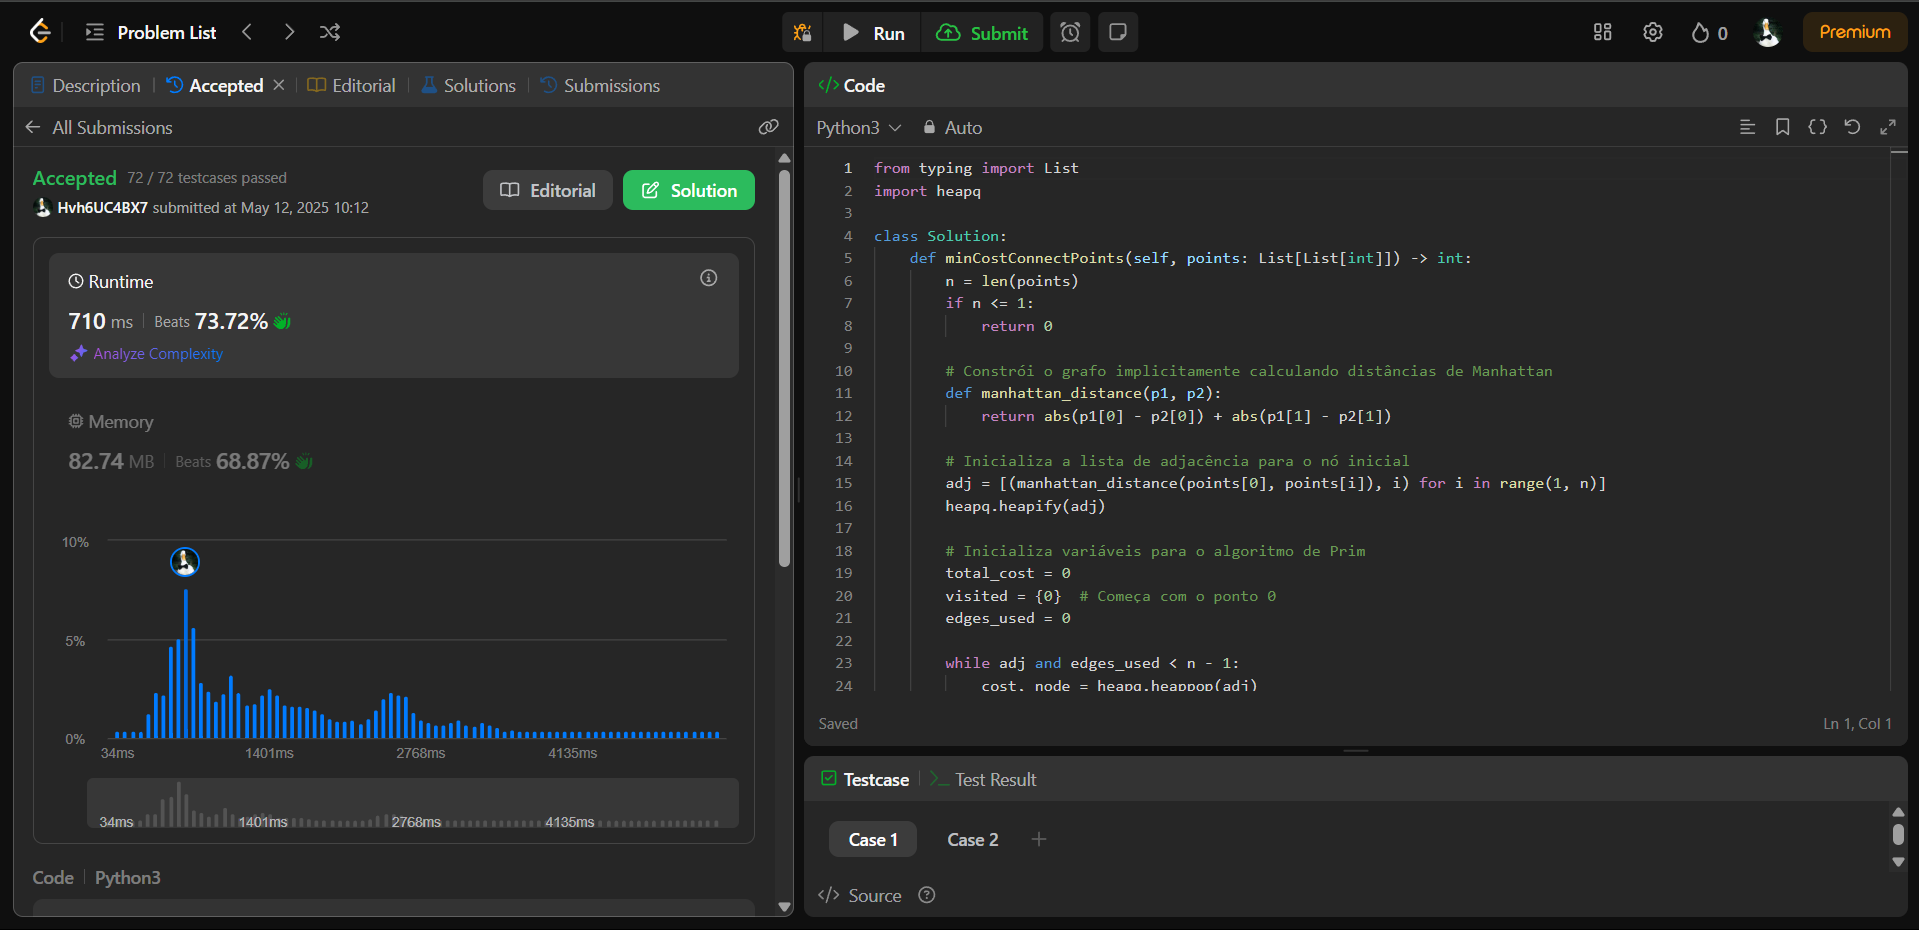 Problem List
Run
Submit
0
Premium
Description
Accepted
Editorial
Solutions
Submissions
All Submissions
Accepted 72 / 72 testcases passed
Hvh6UC4BX7 submitted at May 12, 2025 10:12
Editorial
Solution
Runtime
710 ms Beats 73.72%
Analyze Complexity
Memory
82.74 MB Beats 68.87%
10%
5%
0%
34ms 1401ms 2768ms 4135ms
34ms 1401ms 2768ms 4135ms
Code Python3
</> Code
Python3 Auto
1 from typing import List
2 import heapq
3
4 class Solution:
5 def minCostConnectPoints(self, points: List[List[int]]) -> int:
6 n = len(points)
7 if n <= 1:
8 return 0
9
10 # Constrói o grafo implicitamente calculando distâncias de Manhattan
11 def manhattan_distance(p1, p2):
12 return abs(p1[0] - p2[0]) + abs(p1[1] - p2[1])
13
14 # Inicializa a lista de adjacência para o nó inicial
15 adj = [(manhattan_distance(points[0], points[i]), i) for i in range(1, n)]
16 heapq.heapify(adj)
17
18 # Inicializa variáveis para o algoritmo de Prim
19 total_cost = 0
20 visited = {0} # Começa com o ponto 0
21 edges_used = 0
22
23 while adj and edges_used < n - 1:
24 cost, node = heapq.heappop(adj)
Saved
Ln 1, Col 1
Testcase
Test Result
Case 1
Case 2
+
</> Source